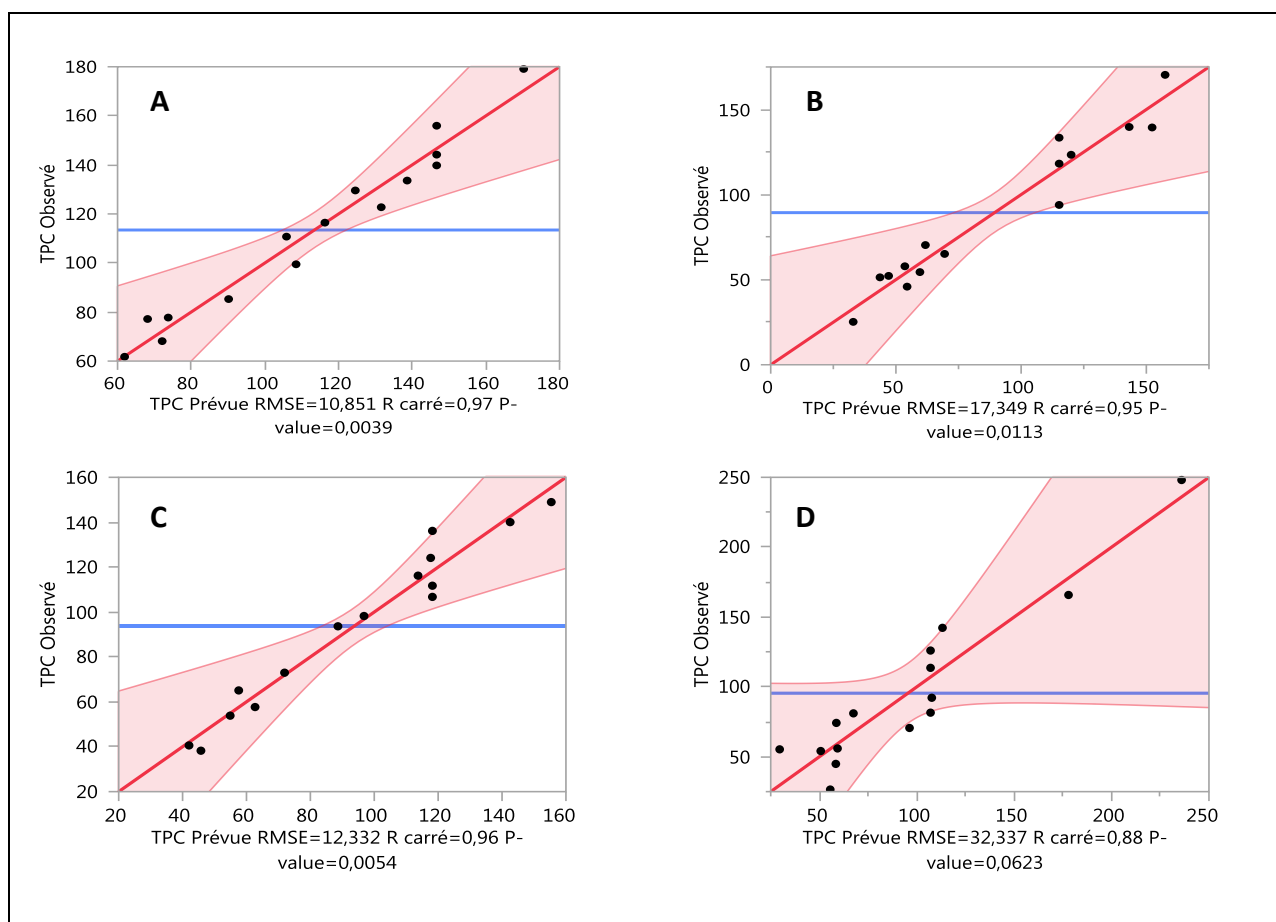 A
180
160
140
120
100
80
60
TPC Observé
60 80 100 120 140 160 180
TPC Prévue RMSE=10,851 R carré=0,97 P-
value=0,0039
B
150
100
50
0
TPC Observé
0 50 100 150
TPC Prévue RMSE=17,349 R carré=0,95 P-
value=0,0113
C
160
140
120
100
80
60
40
20
TPC Observé
20 40 60 80 100 120 140 160
TPC Prévue RMSE=12,332 R carré=0,96 P-
value=0,0054
D
250
200
150
100
50
TPC Observé
50 100 150 200 250
TPC Prévue RMSE=32,337 R carré=0,88 P-
value=0,0623